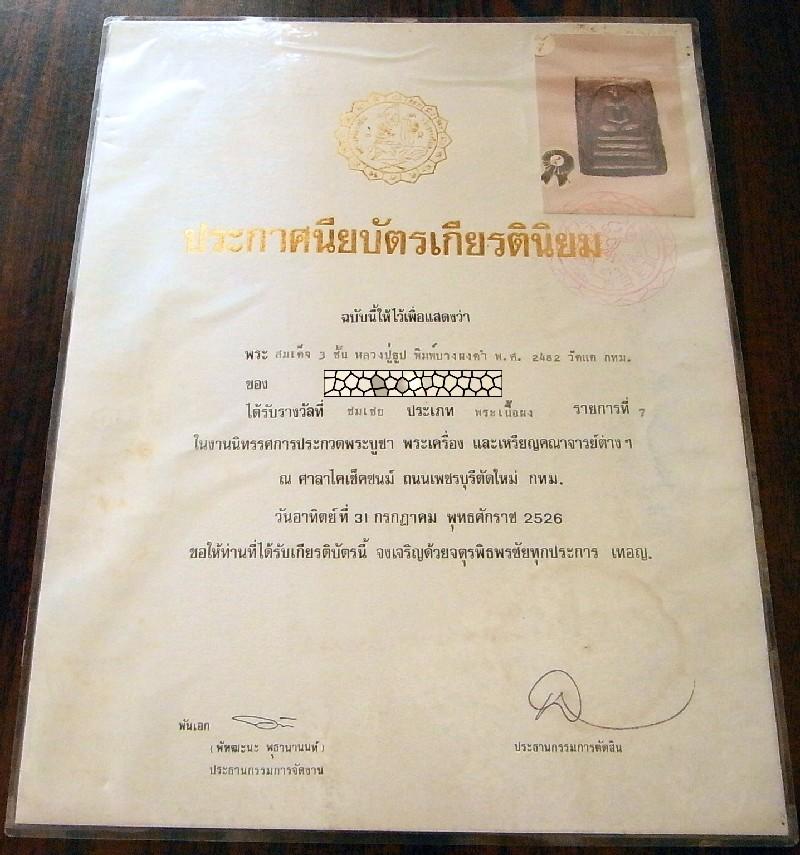 7
ประกาศนียบัตรเกียรตินิยม
ฉบับนี้ให้ไว้เพื่อแสดงว่า
พระ สมเด็จ 3 ชั้น หลวงปู่ธูป พิมพ์บางผงดำ พ.ศ. 2482 วัดแค กทม.
ของ
ได้รับรางวัลที่ ชมเชย ประเภท พระเนื้อผง รายการที่ 7
ในงานนิทรรศการประกวดพระบูชา พระเครื่อง และเหรียญคณาจารย์ต่าง ๆ
ณ ศาลาไคเช็คชนม์ ถนนเพชรบุรีตัดใหม่ กทม.
วันอาทิตย์ที่ 31 กรกฎาคม พุทธศักราช 2526
ขอให้ท่านที่ได้รับเกียรติบัตรนี้ จงเจริญด้วยจตุรพิธพรชัยทุกประการ เทอญ.
พันเอก
( พัฒฒะนะ พุธานานนท์ )
ประธานกรรมการจัดงาน
ประธานกรรมการตัดสิน